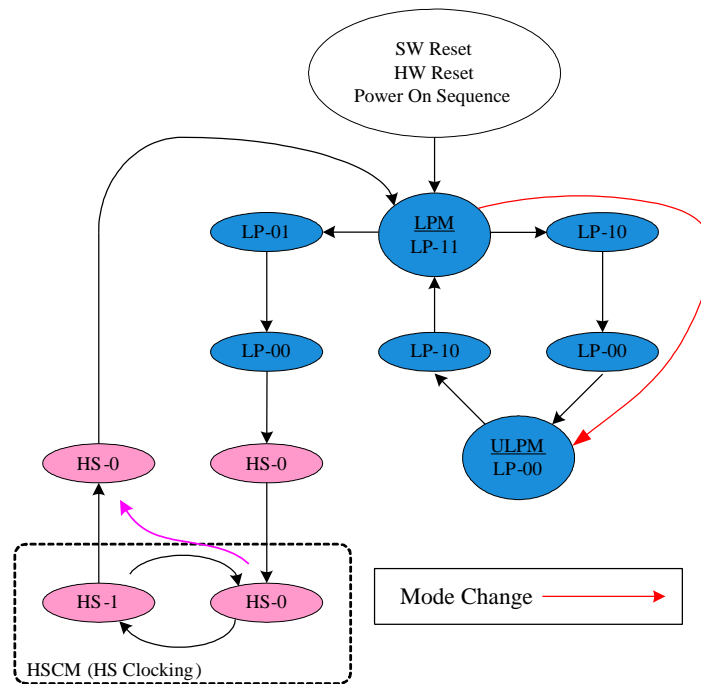 SW Reset
HW Reset
Power On Sequence
LPM
LP-11
LP-01
LP-10
LP-00
LP-10
LP-00
ULPM
LP-00
HS-0
HS-0
HS-1
HS-0
HSCM (HS Clocking)
Mode Change